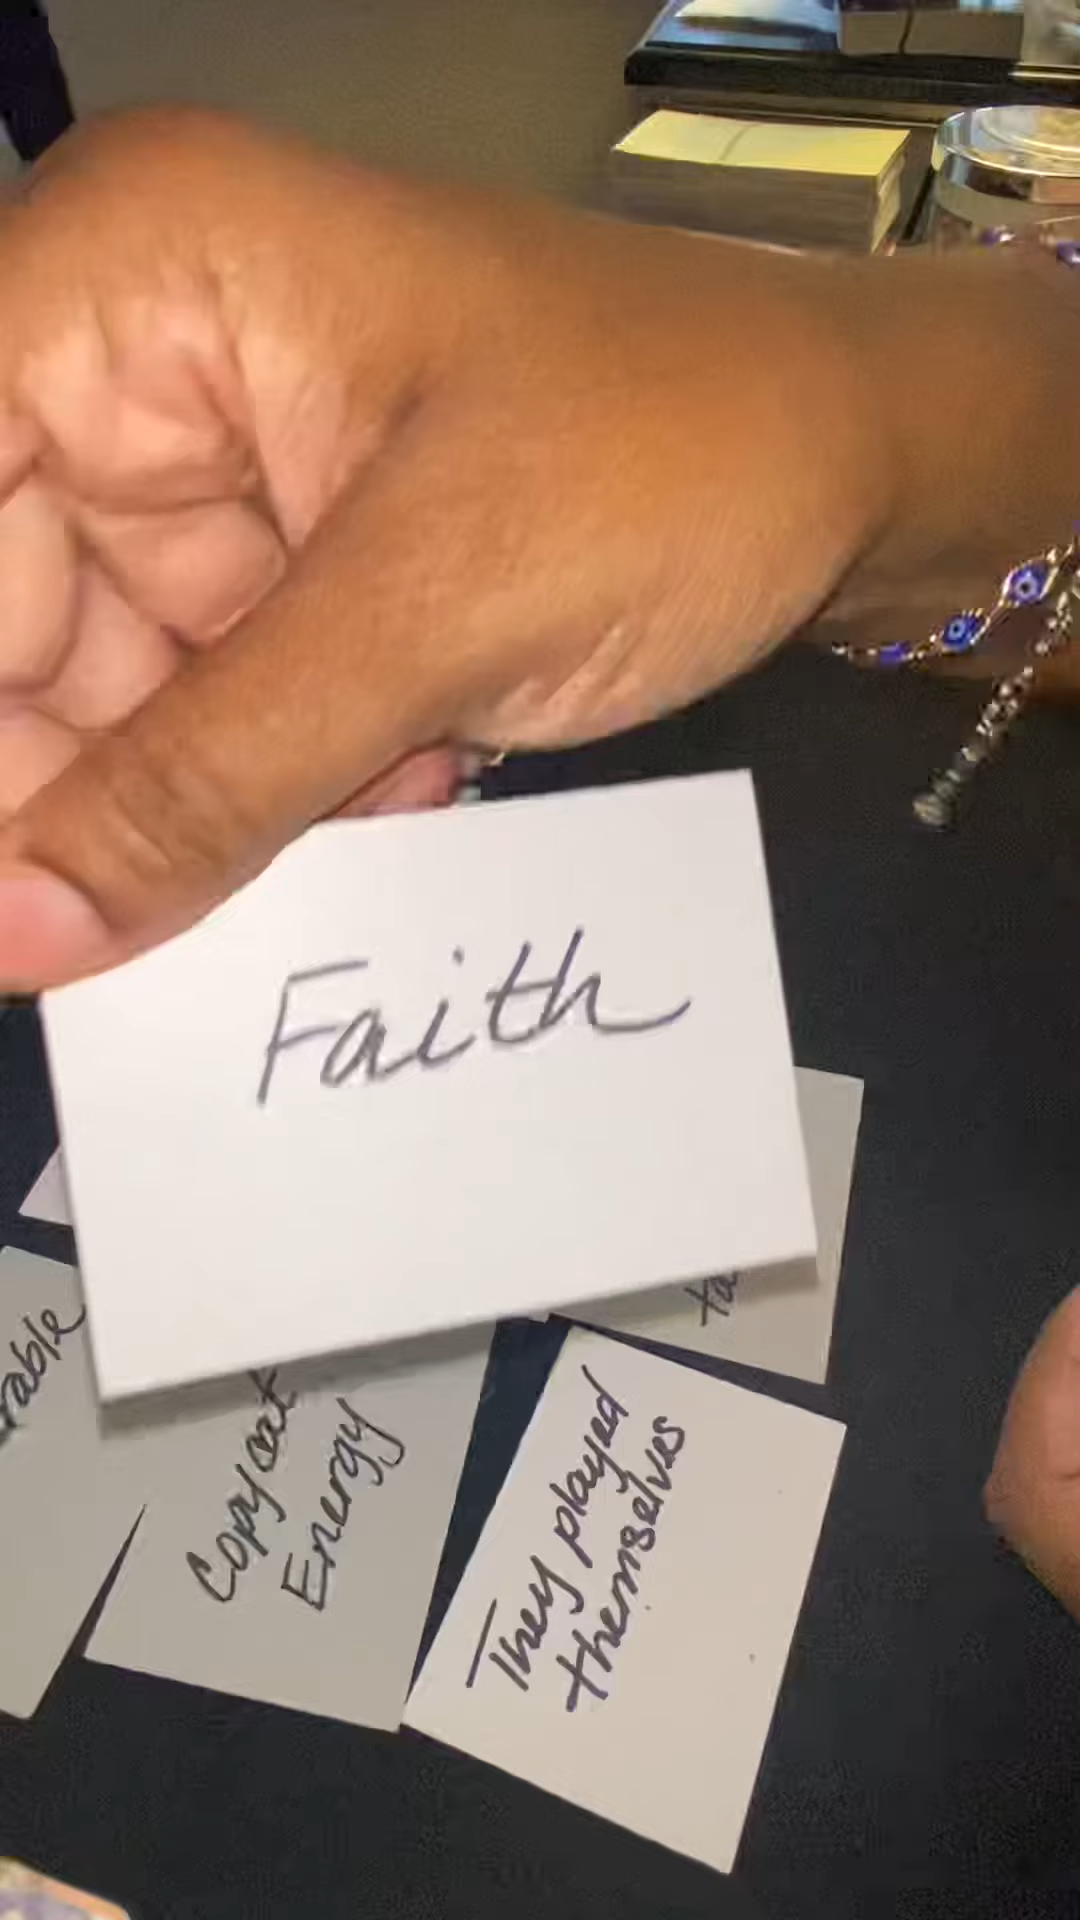 Faith
Copycat
Energy
They played
themselves